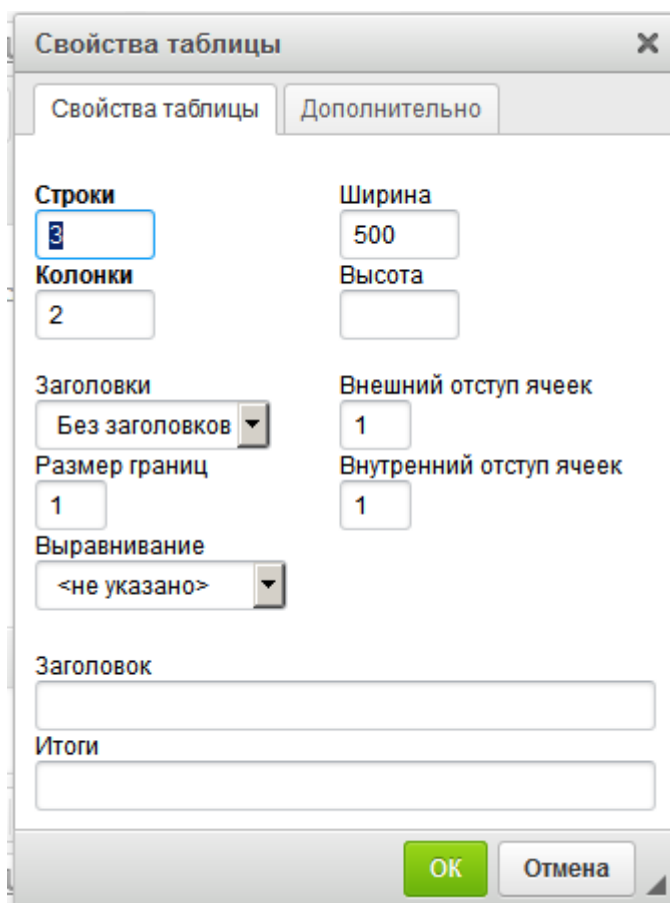 Свойства таблицы
Свойства таблицы Дополнительно
Строки Ширина
3 500
Колонки Высота
2
Заголовки Внешний отступ ячеек
Без заголовков 1
Размер границ Внутренний отступ ячеек
1 1
Выравнивание
<не указано>
Заголовок
Итоги
ОК Отмена